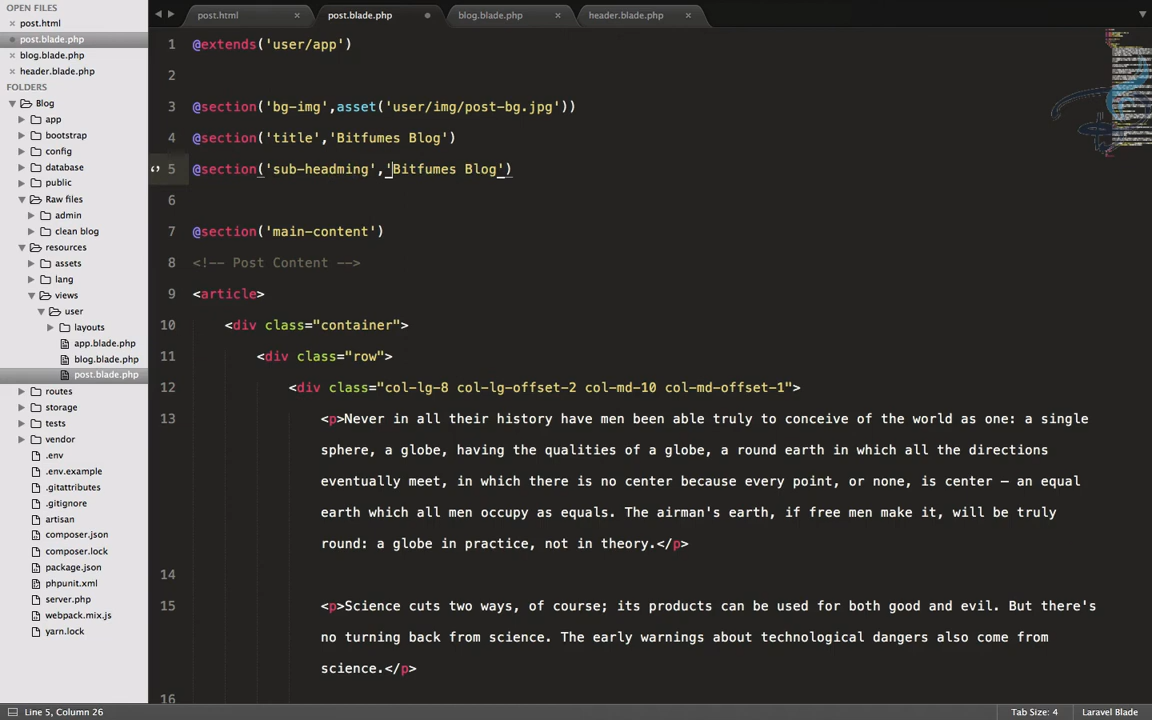 OPEN FILES
post.html
post.blade.php
blog.blade.php
header.blade.php
FOLDERS
Blog
app
bootstrap
config
database
public
Raw files
admin
clean blog
resources
assets
lang
views
user
layouts
app.blade.php
blog.blade.php
post.blade.php
routes
storage
tests
vendor
.env
.env.example
.gitattributes
.gitignore
artisan
composer.json
composer.lock
package.json
phpunit.xml
server.php
webpack.mix.js
yarn.lock
post.html
post.blade.php
blog.blade.php
header.blade.php
1 @extends('user/app')
2
3 @section('bg-img',asset('user/img/post-bg.jpg'))
4 @section('title','Bitfumes Blog')
5 @section('sub-headming','Bitfumes Blog')
6
7 @section('main-content')
8 <!-- Post Content -->
9 <article>
10 <div class="container">
11 <div class="row">
12 <div class="col-lg-8 col-lg-offset-2 col-md-10 col-md-offset-1">
13 <p>Never in all their history have men been able truly to conceive of the world as one: a single
sphere, a globe, having the qualities of a globe, a round earth in which all the directions
eventually meet, in which there is no center because every point, or none, is center — an equal
earth which all men occupy as equals. The airman's earth, if free men make it, will be truly
round: a globe in practice, not in theory.</p>
14
15 <p>Science cuts two ways, of course; its products can be used for both good and evil. But there's
no turning back from science. The early warnings about technological dangers also come from
science.</p>
16
Line 5, Column 26
Tab Size: 4
Laravel Blade